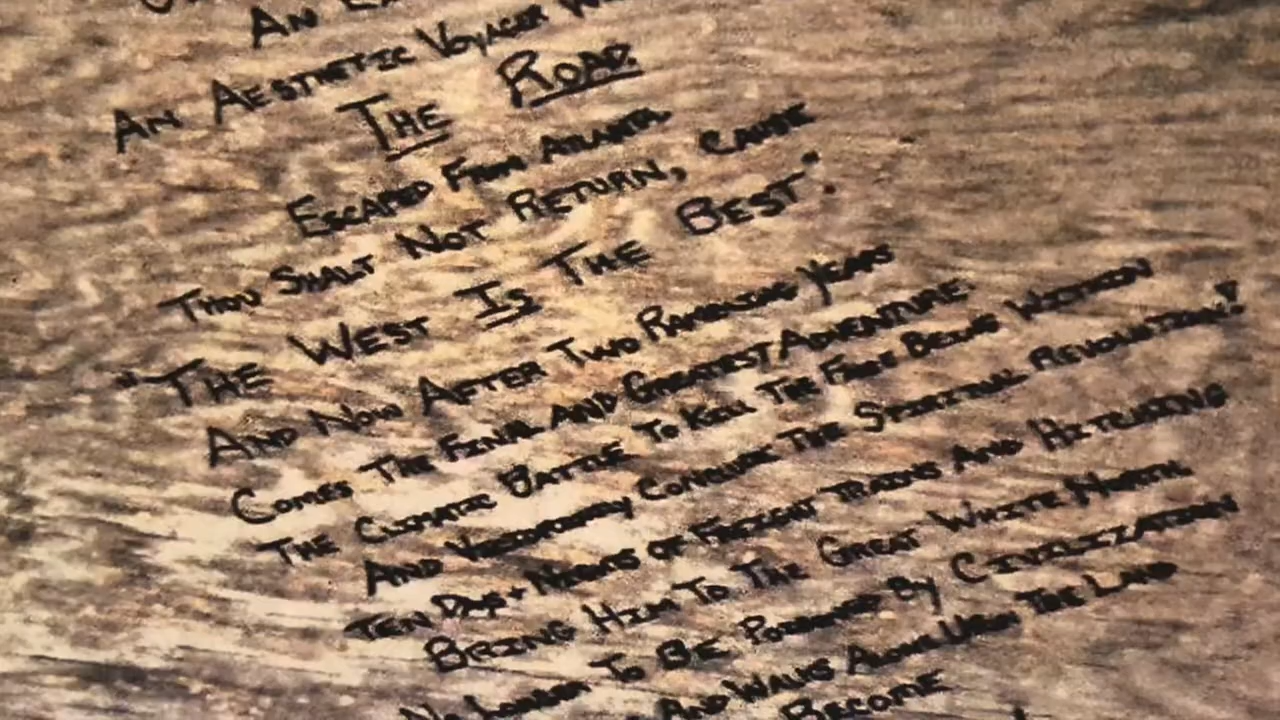 An
An Aesthetic Voyager
The Road.
Escaped From Atlanta
Thou Shalt Not Return, Cause
"The West Is The Best".
And Now After Two Rambling Years
Comes The Final And Greatest Adventure.
The Climatic Battle To Kill The False Being Within
And Victoriously Conclude The Spiritual Revolution!
Ten Days + Nights Of Freight Trains And Hitching
Bring Him To The Great White North
No Longer To Be Poisoned By Civilization
And Walks Alone Upon The Land
Become